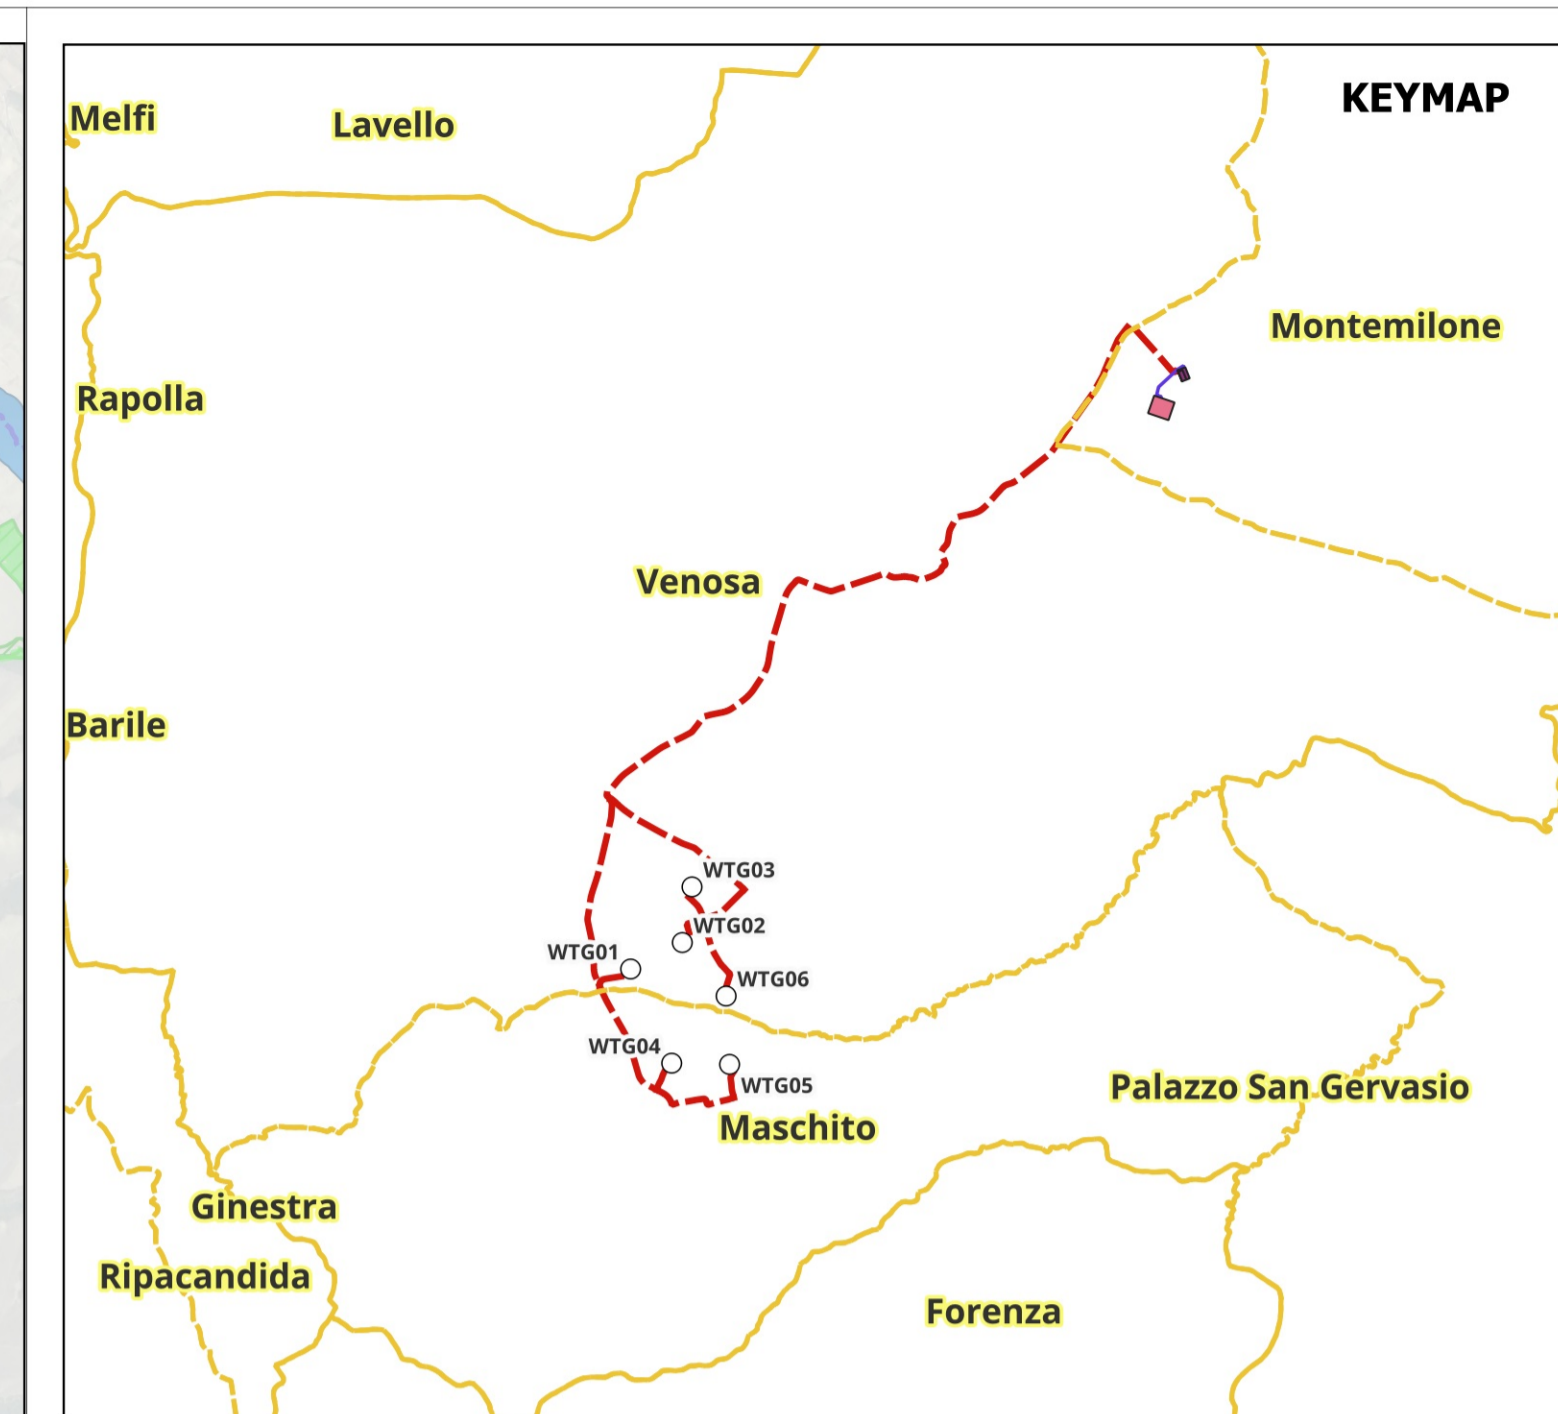 KEYMAP
Melfi
Lavello
Montemilone
Rapolla
Venosa
Barile
WTG03
WTG02
WTG01
WTG06
WTG04
WTG05
Palazzo San Gervasio
Maschito
Ginestra
Ripacandida
Forenza